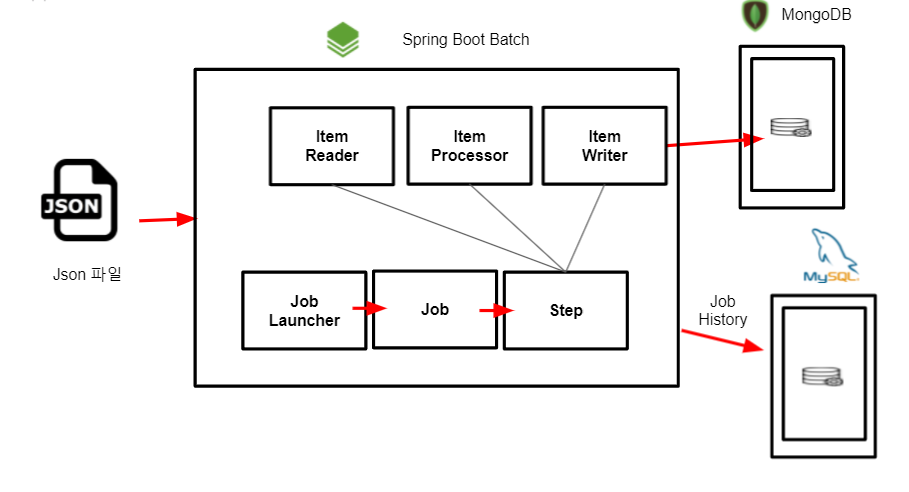 MongoDB
Spring Boot Batch
Item
Reader
Item
Processor
Item
Writer
JSON
Json 파일
MySQL
Job
Launcher
Job
Step
Job
History